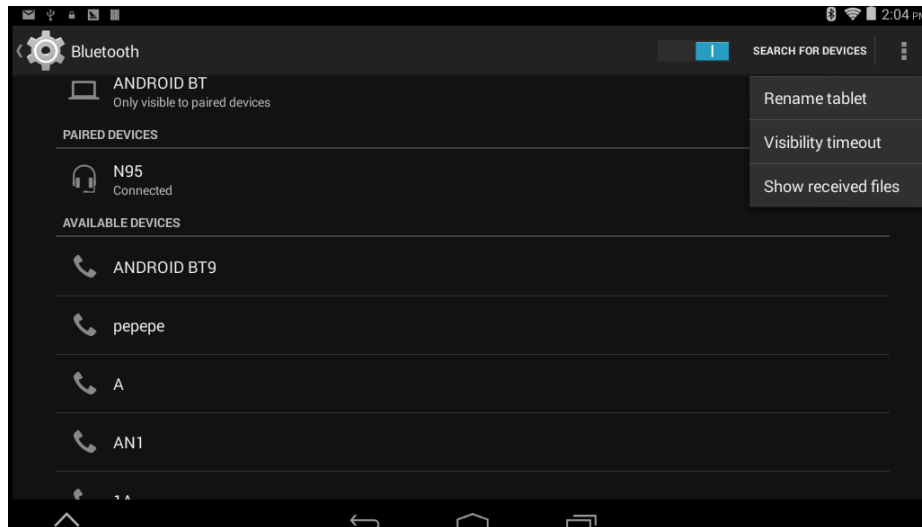 2:04 PM
Bluetooth
SEARCH FOR DEVICES
ANDROID BT
Only visible to paired devices
Rename tablet
Visibility timeout
Show received files
PAIRED DEVICES
N95
Connected
AVAILABLE DEVICES
ANDROID BT9
pepepe
A
AN1